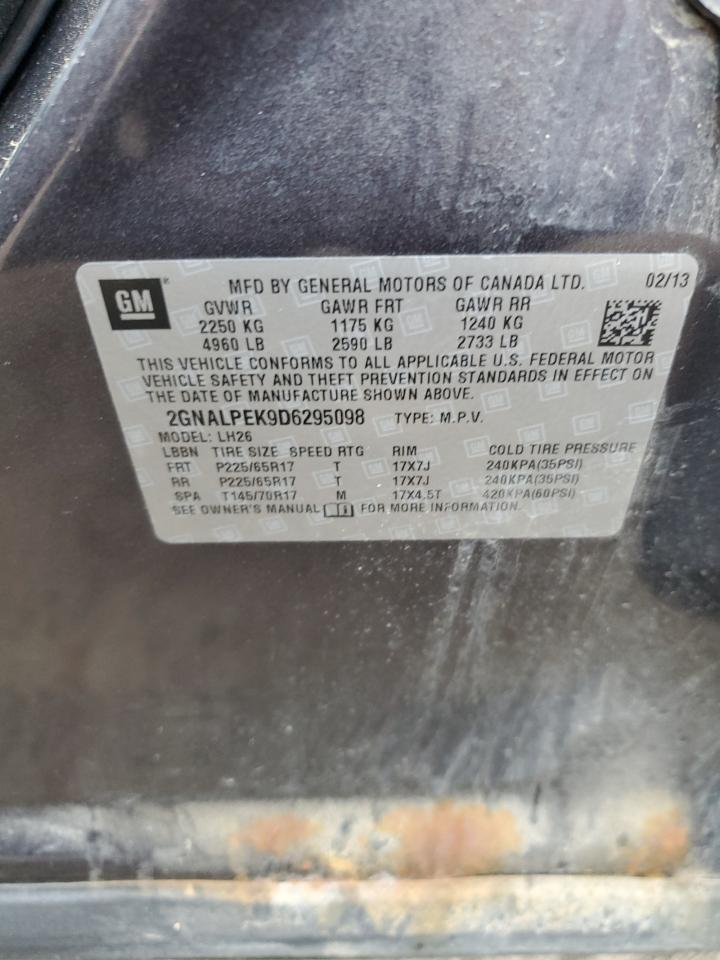 GM
MFD BY GENERAL MOTORS OF CANADA LTD. 02/13
GVWR GAWR FRT GAWR RR
2250 KG 1175 KG 1240 KG
4960 LB 2590 LB 2733 LB
THIS VEHICLE CONFORMS TO ALL APPLICABLE U.S. FEDERAL MOTOR
VEHICLE SAFETY AND THEFT PREVENTION STANDARDS IN EFFECT ON
THE DATE OF MANUFACTURE SHOWN ABOVE.
2GNALPEK9D6295098 TYPE: M.P.V.
MODEL: LH26
LBBN TIRE SIZE SPEED RTG RIM COLD TIRE PRESSURE
FRT P225/65R17 T 17X7J 240KPA(35PSI)
RR P225/65R17 T 17X7J 240KPA(35PSI)
SPA T145/70R17 M 17X4.5T 420KPA(60PSI)
SEE OWNER'S MANUAL FOR MORE INFORMATION.